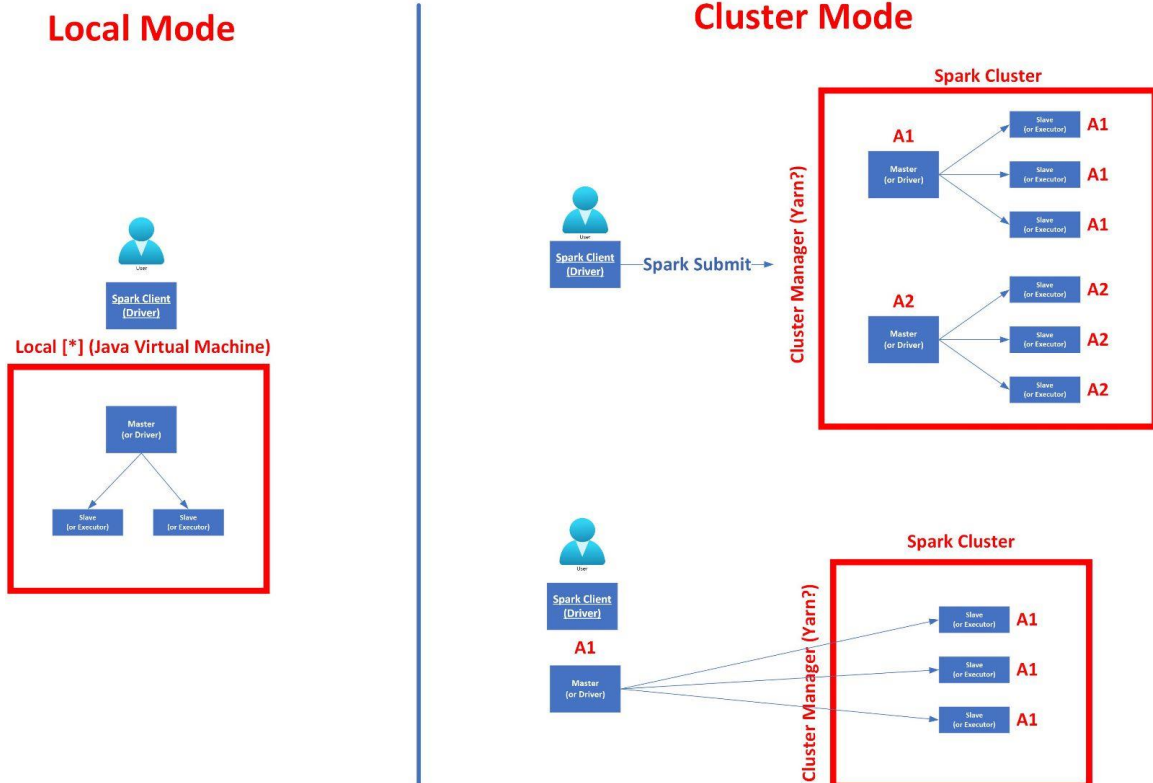 Local Mode
User
Spark Client
(Driver)
Local [*] (Java Virtual Machine)
Master
(or Driver)
Slave
(or Executor)
Slave
(or Executor)
Cluster Mode
User
Spark Client
(Driver)
Spark Submit
Cluster Manager (Yarn?)
Spark Cluster
A1
Master
(or Driver)
Slave
(or Executor)
A1
Slave
(or Executor)
A1
Slave
(or Executor)
A1
A2
Master
(or Driver)
Slave
(or Executor)
A2
Slave
(or Executor)
A2
Slave
(or Executor)
A2
User
Spark Client
(Driver)
A1
Master
(or Driver)
Cluster Manager (Yarn?)
Spark Cluster
Slave
(or Executor)
A1
Slave
(or Executor)
A1
Slave
(or Executor)
A1